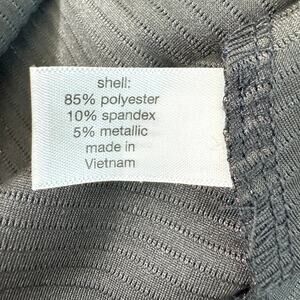 shell:
85% polyester
10% spandex
5% metallic
made in
Vietnam